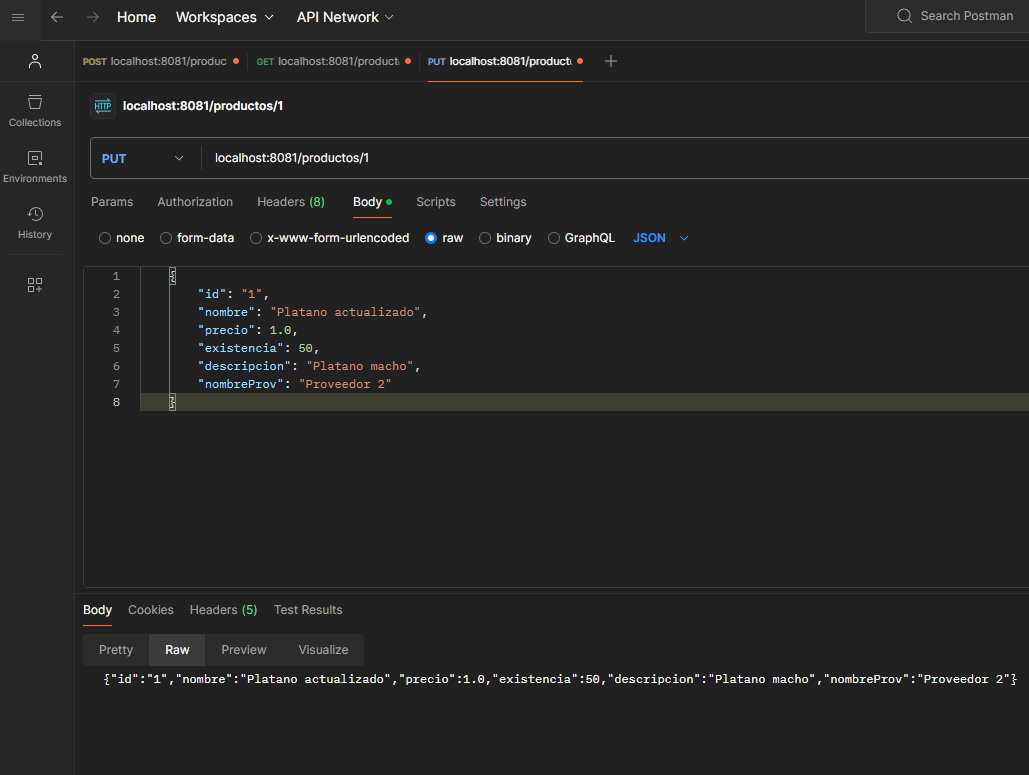 Home Workspaces API Network Search Postman
POST localhost:8081/produc GET localhost:8081/product PUT localhost:8081/product
HTTP localhost:8081/productos/1
Collections
PUT localhost:8081/productos/1
Environments
Params Authorization Headers (8) Body Scripts Settings
History
none form-data x-www-form-urlencoded raw binary GraphQL JSON
1 {
2 "id": "1",
3 "nombre": "Platano actualizado",
4 "precio": 1.0,
5 "existencia": 50,
6 "descripcion": "Platano macho",
7 "nombreProv": "Proveedor 2"
8 }
Body Cookies Headers (5) Test Results
Pretty Raw Preview Visualize
{"id":"1","nombre":"Platano actualizado","precio":1.0,"existencia":50,"descripcion":"Platano macho","nombreProv":"Proveedor 2"}